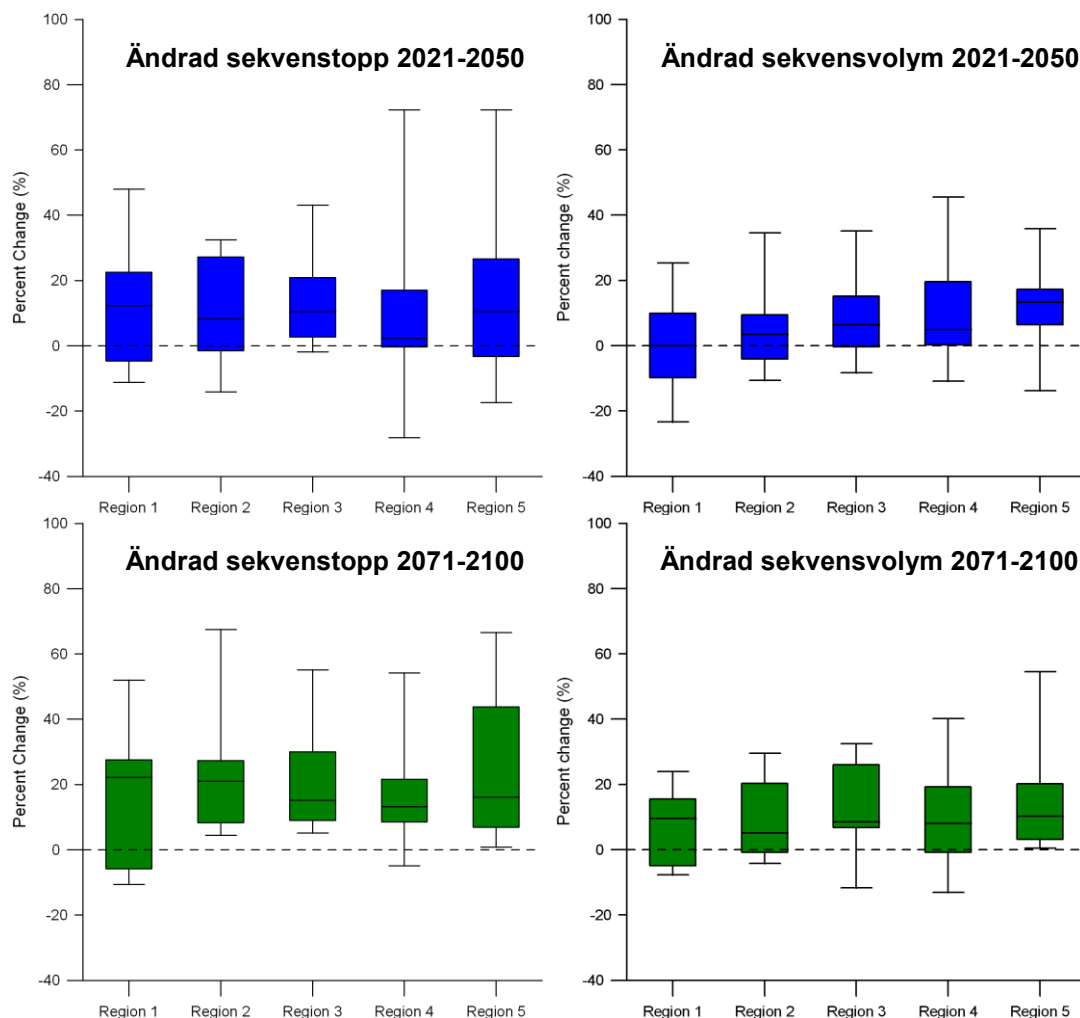 Ändrad sekvenstopp 2021-2050
Percent Change (%)
100
80
60
40
20
0
-20
-40
Region 1 Region 2 Region 3 Region 4 Region 5
Ändrad sekvensvolym 2021-2050
Percent change (%)
100
80
60
40
20
0
-20
-40
Region 1 Region 2 Region 3 Region 4 Region 5
Ändrad sekvenstopp 2071-2100
Percent Change (%)
100
80
60
40
20
0
-20
-40
Region 1 Region 2 Region 3 Region 4 Region 5
Ändrad sekvensvolym 2071-2100
Percent change (%)
100
80
60
40
20
0
-20
-40
Region 1 Region 2 Region 3 Region 4 Region 5